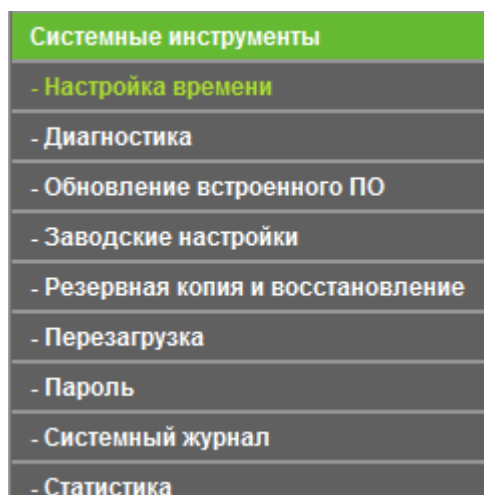 Системные инструменты
- Настройка времени
- Диагностика
- Обновление встроенного ПО
- Заводские настройки
- Резервная копия и восстановление
- Перезагрузка
- Пароль
- Системный журнал
- Статистика